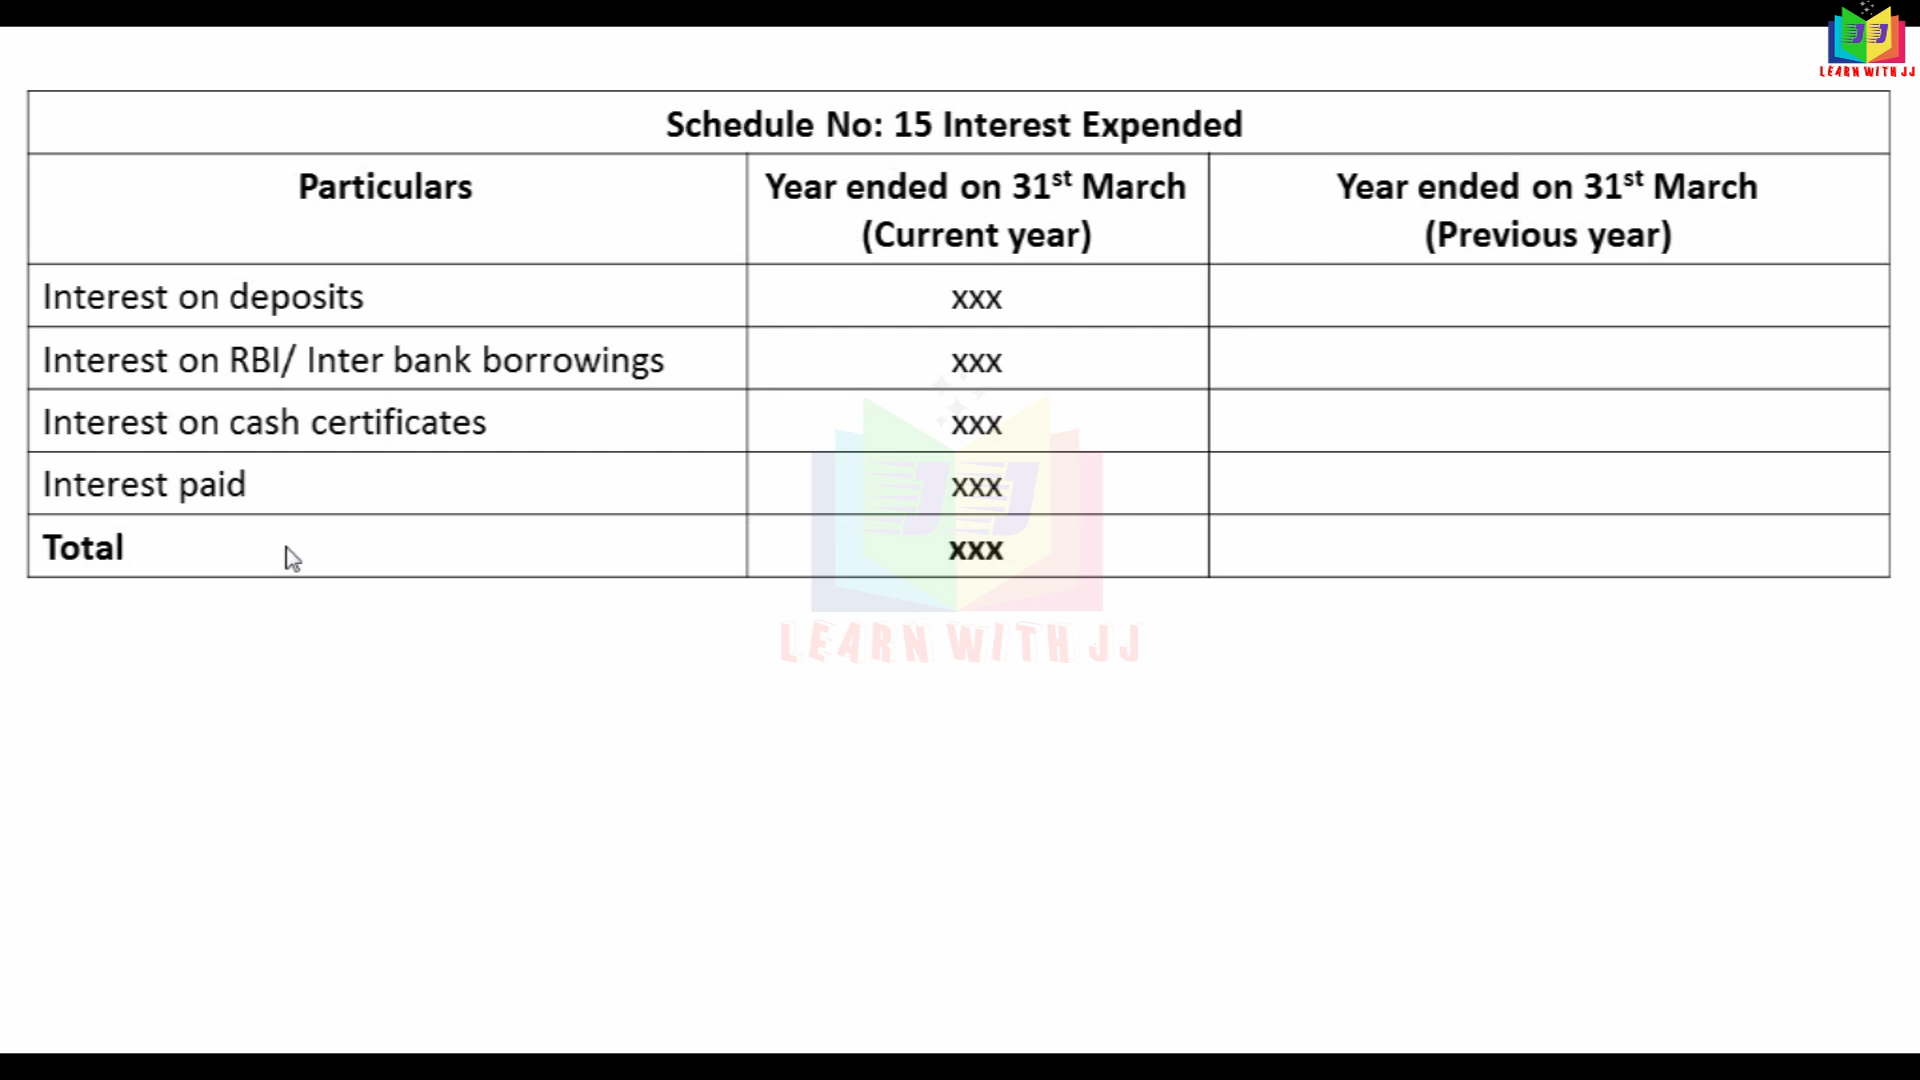 LEARN WITH JJ
Schedule No: 15 Interest Expended
Particulars
Year ended on 31st March
(Current year)
Year ended on 31st March
(Previous year)
Interest on deposits
xxx
Interest on RBI/ Inter bank borrowings
xxx
Interest on cash certificates
xxx
Interest paid
xxx
Total
xxx
JJ
LEARN WITH JJ